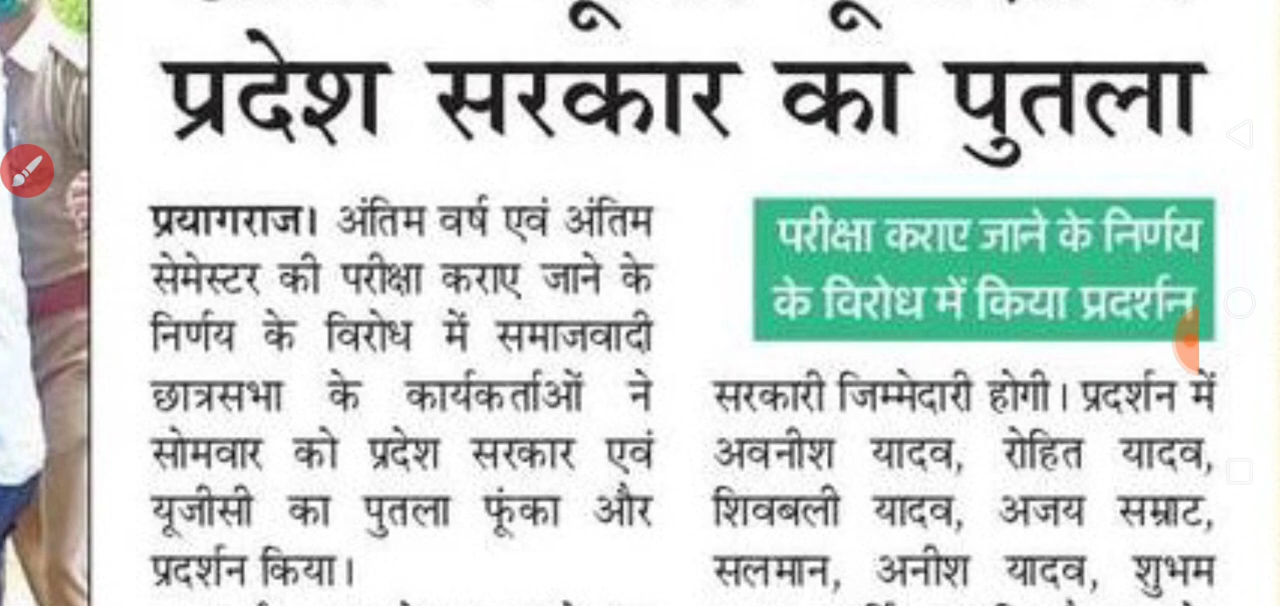 प्रदेश सरकार का पुतला
प्रयागराज। अंतिम वर्ष एवं अंतिम
सेमेस्टर की परीक्षा कराए जाने के
निर्णय के विरोध में समाजवादी
छात्रसभा के कार्यकर्ताओं ने
सोमवार को प्रदेश सरकार एवं
यूजीसी का पुतला फूंका और
प्रदर्शन किया।
परीक्षा कराए जाने के निर्णय
के विरोध में किया प्रदर्शन
सरकारी जिम्मेदारी होगी। प्रदर्शन में
अवनीश यादव, रोहित यादव,
शिवबली यादव, अजय सम्राट,
सलमान, अनीश यादव, शुभम